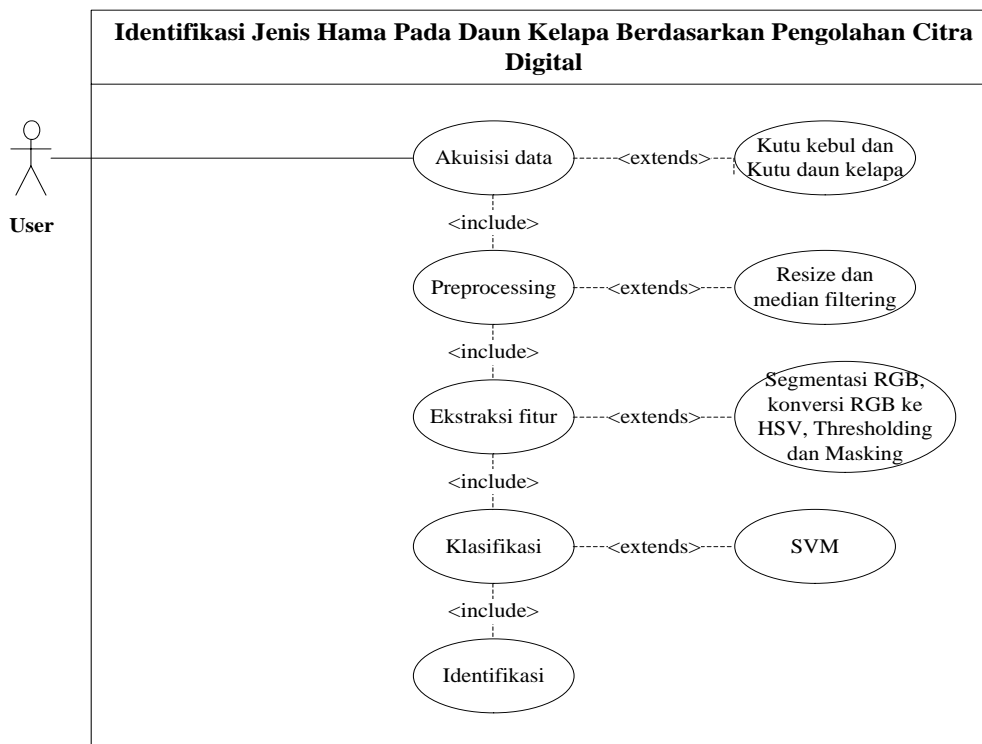 Identifikasi Jenis Hama Pada Daun Kelapa Berdasarkan Pengolahan Citra
Digital
User
Akuisisi data
<extends>
Kutu kebul dan
Kutu daun kelapa
<include>
Preprocessing
<extends>
Resize dan
median filtering
<include>
Ekstraksi fitur
<extends>
Segmentasi RGB,
konversi RGB ke
HSV, Thresholding
dan Masking
<include>
Klasifikasi
<extends>
SVM
<include>
Identifikasi